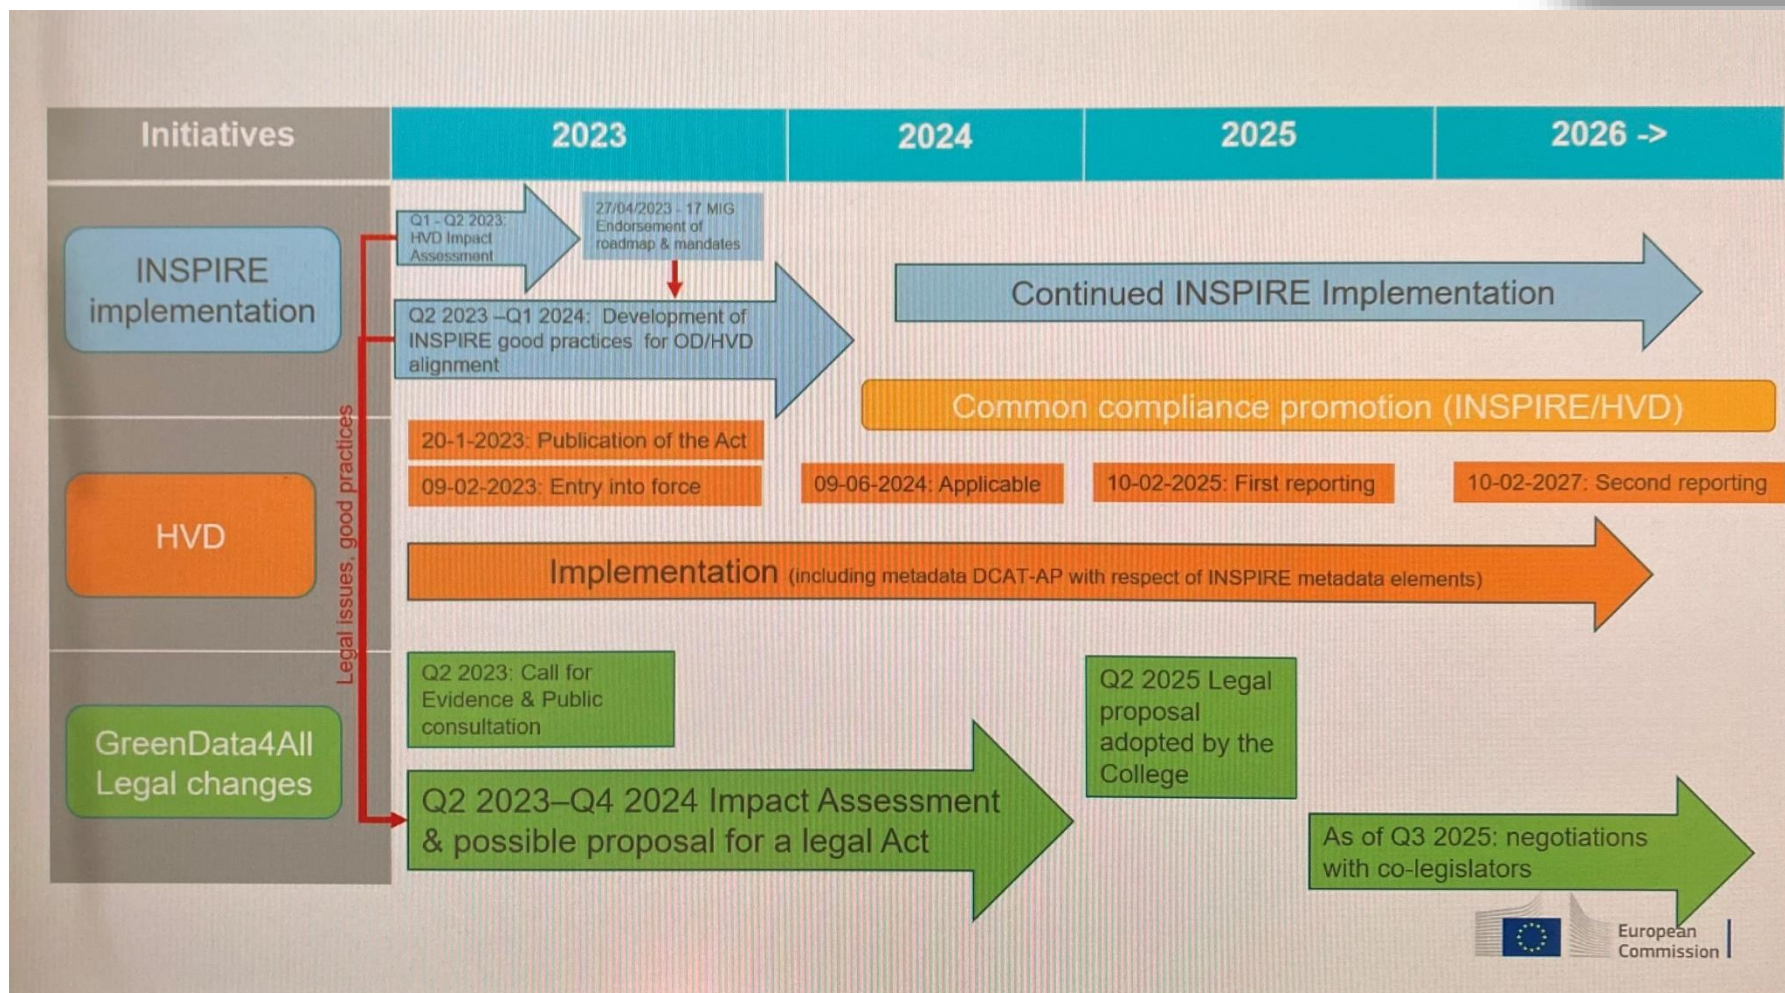 Initiatives
2023
2024
2025
2026 ->
INSPIRE
implementation
Q1 - Q2 2023:
HVD Impact
Assessment
27/04/2023 - 17 MIG
Endorsement of
roadmap & mandates
Q2 2023 –Q1 2024: Development of
INSPIRE good practices for OD/HVD
alignment
Continued INSPIRE Implementation
Common compliance promotion (INSPIRE/HVD)
Legal issues, good practices
HVD
20-1-2023: Publication of the Act
09-02-2023: Entry into force
09-06-2024: Applicable
10-02-2025: First reporting
10-02-2027: Second reporting
Implementation (including metadata DCAT-AP with respect of INSPIRE metadata elements)
GreenData4All
Legal changes
Q2 2023: Call for
Evidence & Public
consultation
Q2 2023–Q4 2024 Impact Assessment
& possible proposal for a legal Act
Q2 2025 Legal
proposal
adopted by the
College
As of Q3 2025: negotiations
with co-legislators
European
Commission